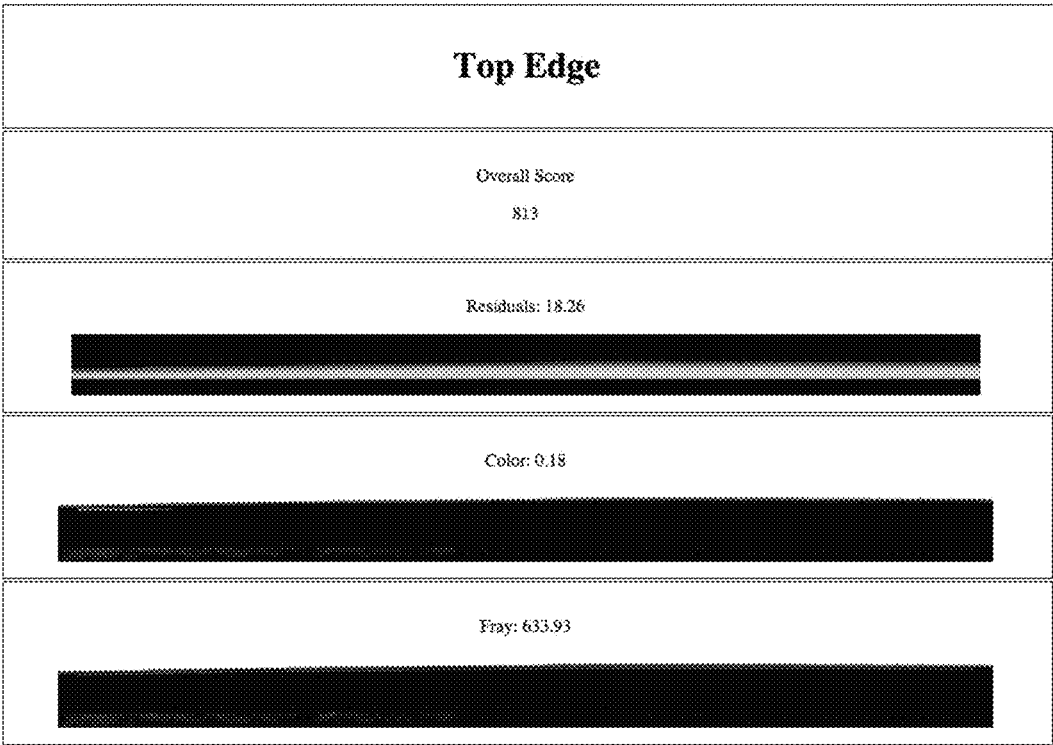 Top Edge
Overall Score
813
Residuals: 18.26
Color: 0.18
Fray: 633.93